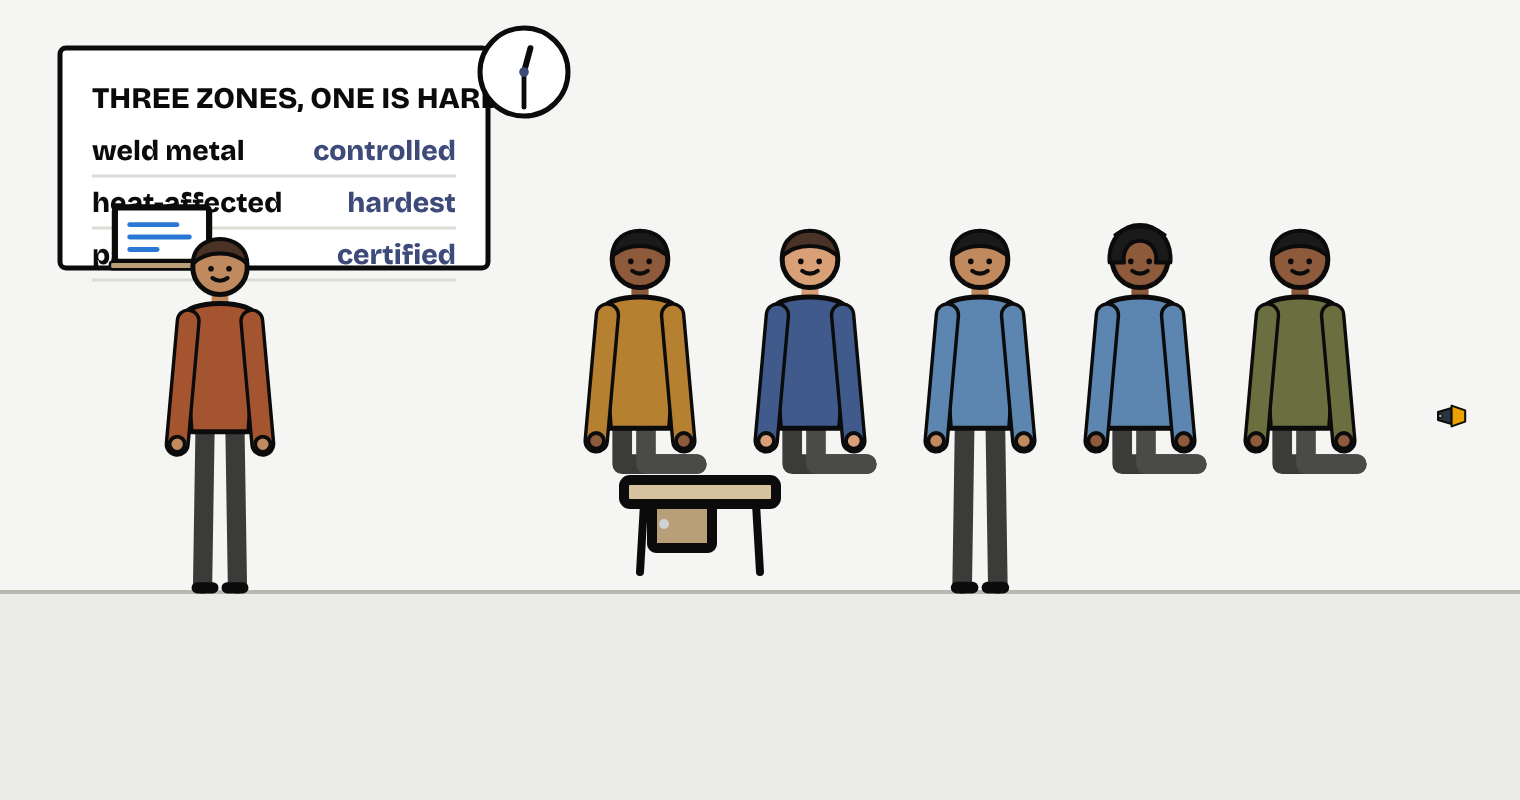 THREE ZONES, ONE IS
weld metal controlled
heat-affected hardest
certified